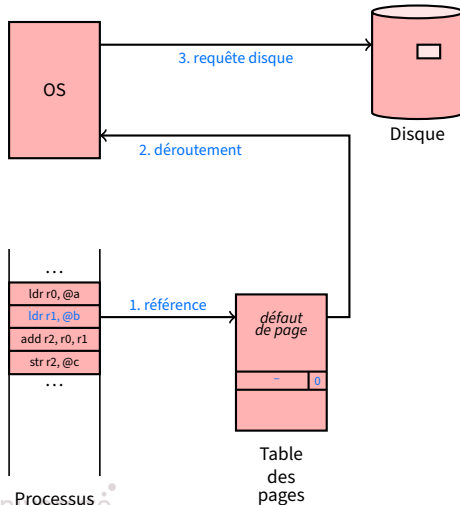 3. requête disque
OS
Disque
2. déroutement
...
ldr r0, @a
ldr r1, @b
add r2, r0, r1
str r2, @c
...
1. référence
défaut
de page
– 0
Table
des
pages
Processus